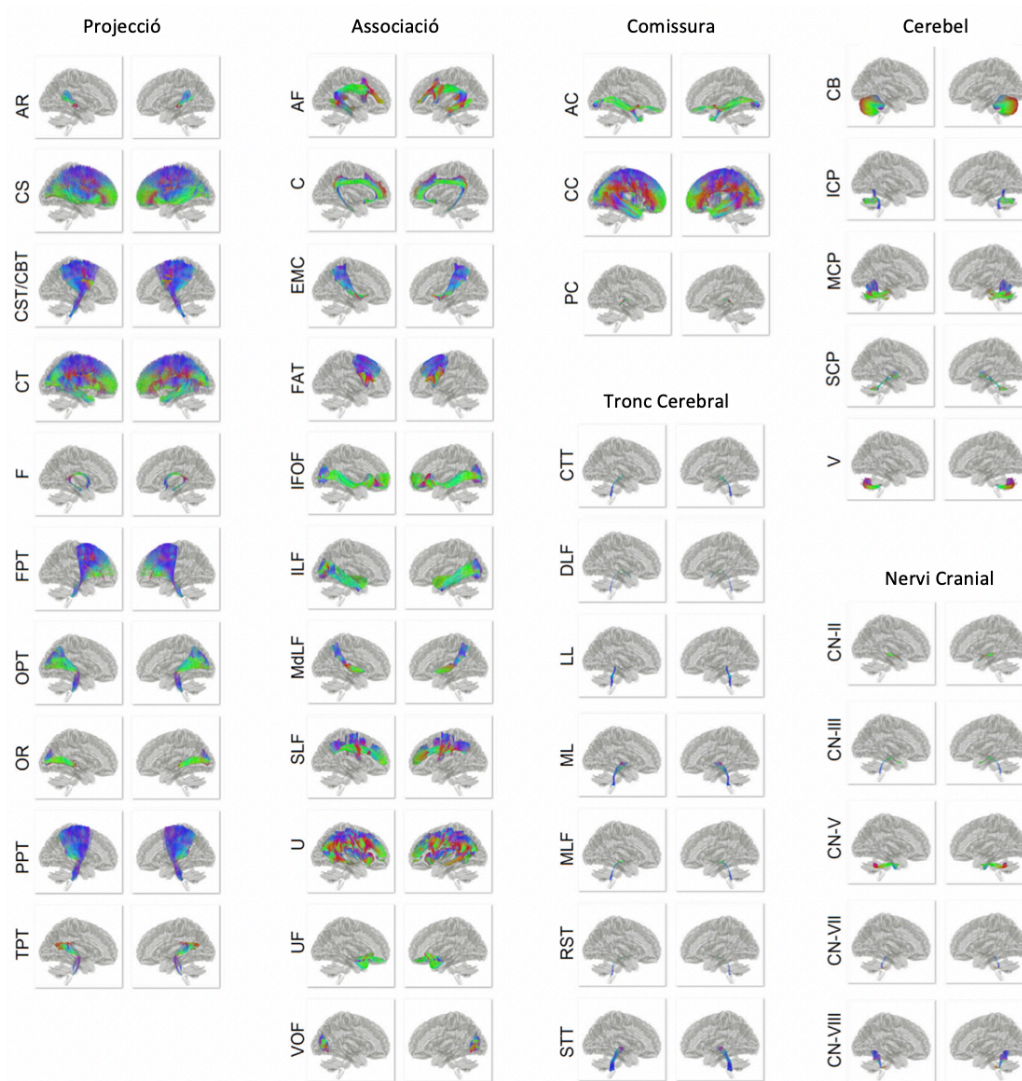 Projecció
AR
CS
CST/CBT
CT
F
FPT
OPT
OR
PPT
TPT
Associació
AF
C
EMC
FAT
IFOF
ILF
MdLF
SLF
U
UF
VOF
Comissura
AC
CC
PC
Tronc Cerebral
CTT
DLF
LL
ML
MLF
RST
STT
Cerebel
CB
ICP
MCP
SCP
V
Nervi Cranial
CN-II
CN-III
CN-V
CN-VII
CN-VIII